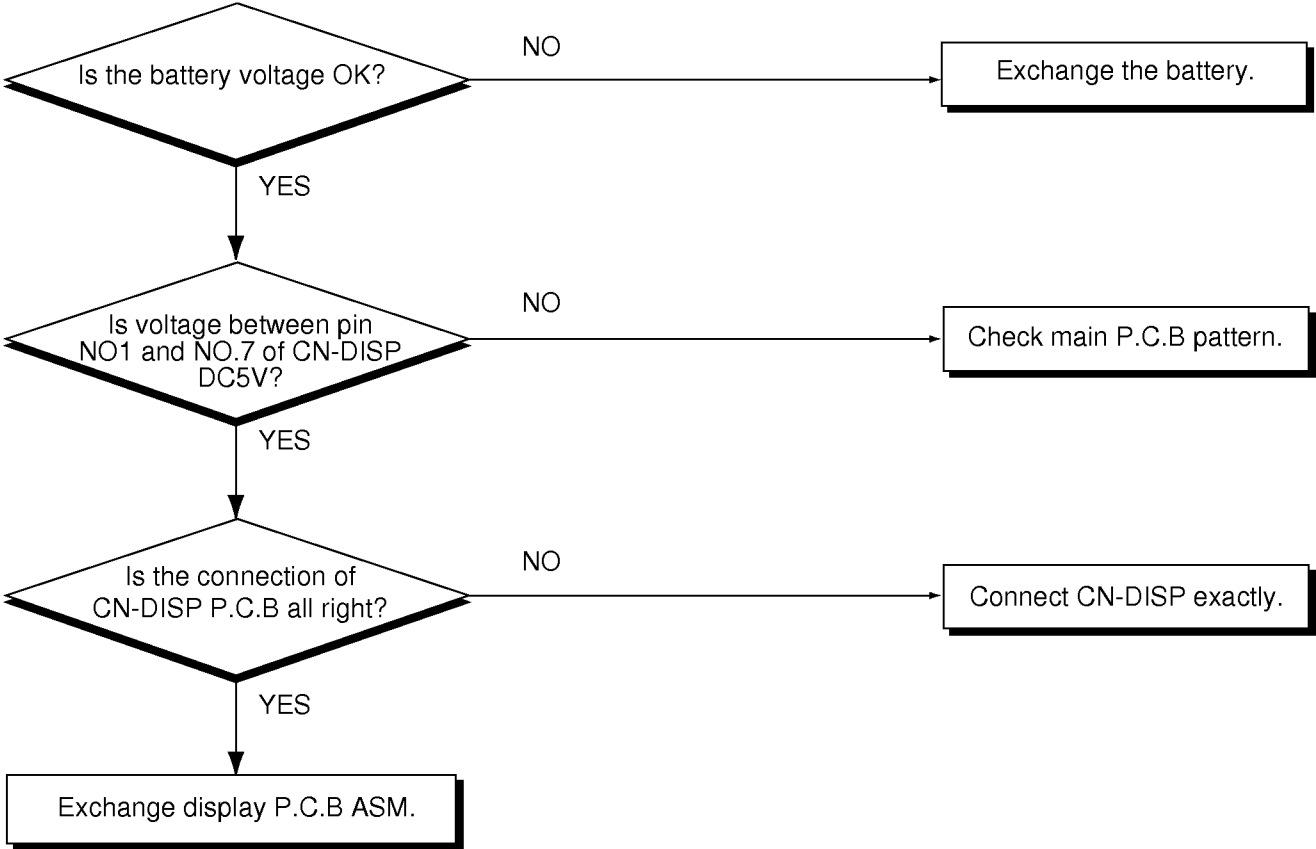 Is the battery voltage OK?
NO
Exchange the battery.
YES
Is voltage between pin
NO1 and NO.7 of CN-DISP
DC5V?
NO
Check main P.C.B pattern.
YES
Is the connection of
CN-DISP P.C.B all right?
NO
Connect CN-DISP exactly.
YES
Exchange display P.C.B ASM.